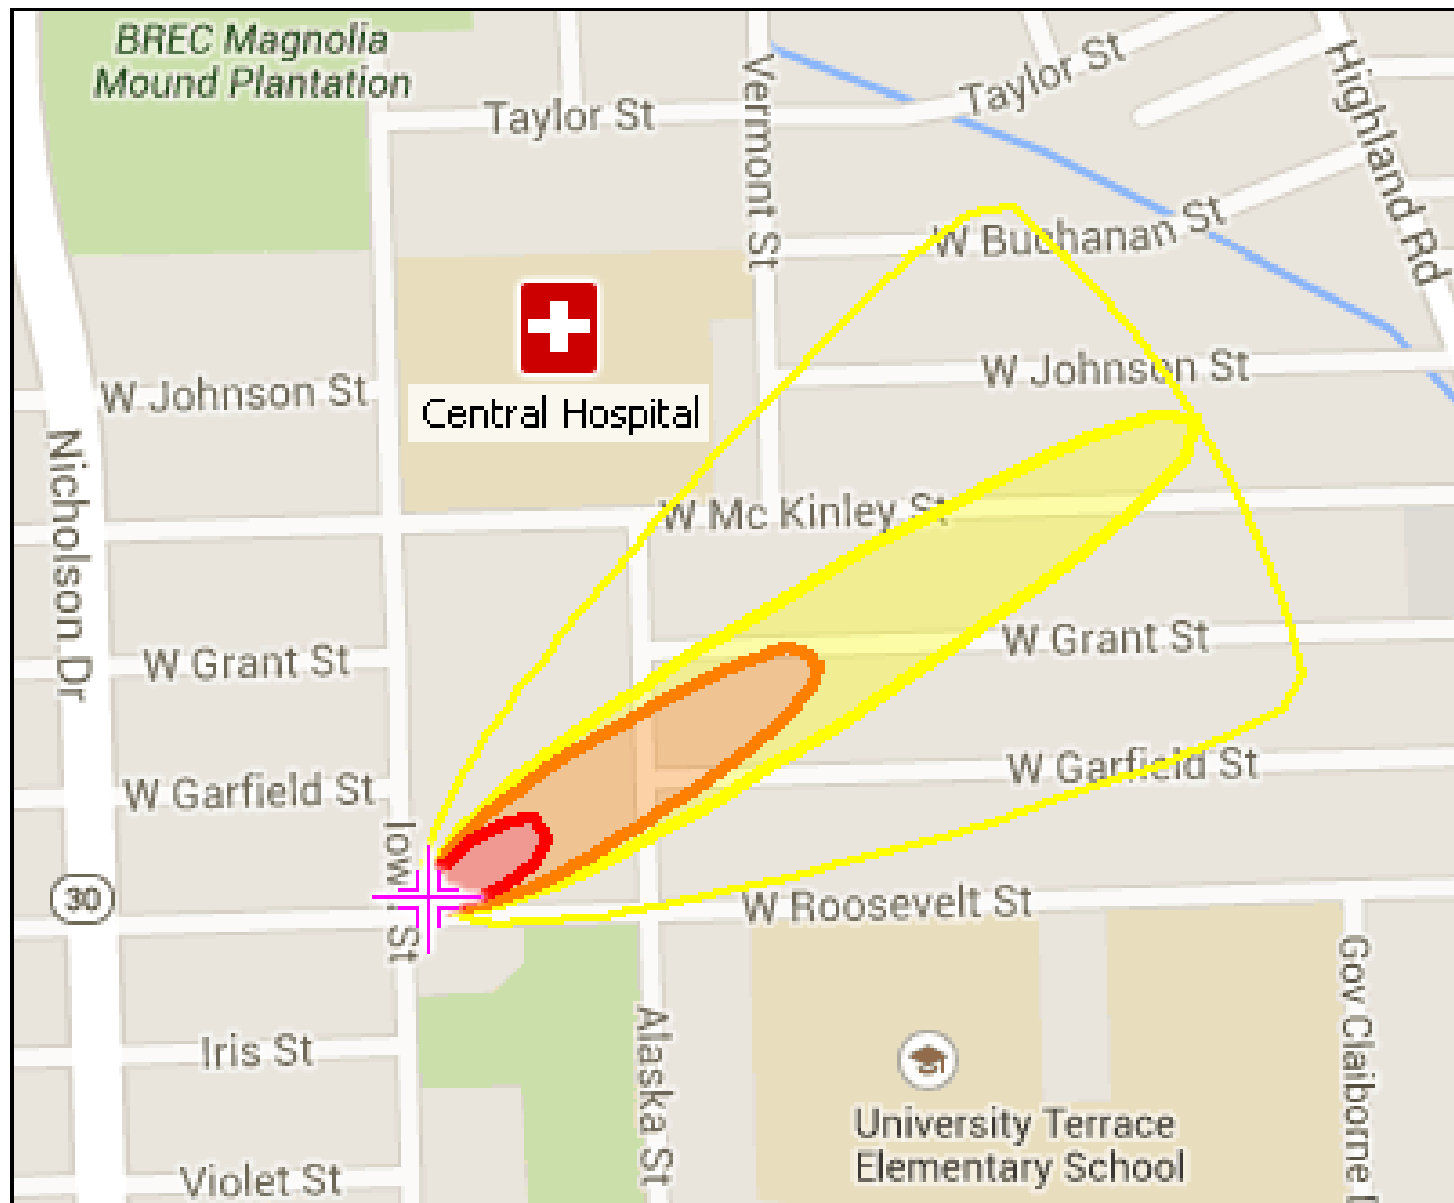 BREC Magnolia
Mound Plantation
Taylor St
Taylor St
Vermont St
Highland Rd
W Buchanan St
W Johnson St
W Johnson St
Central Hospital
W Mc Kinley St
Nicholson Dr
W Grant St
W Grant St
W Garfield St
W Garfield St
St
30
W Roosevelt St
Iris St
Alaska St
Gov Claiborne
University Terrace
Elementary School
Violet St